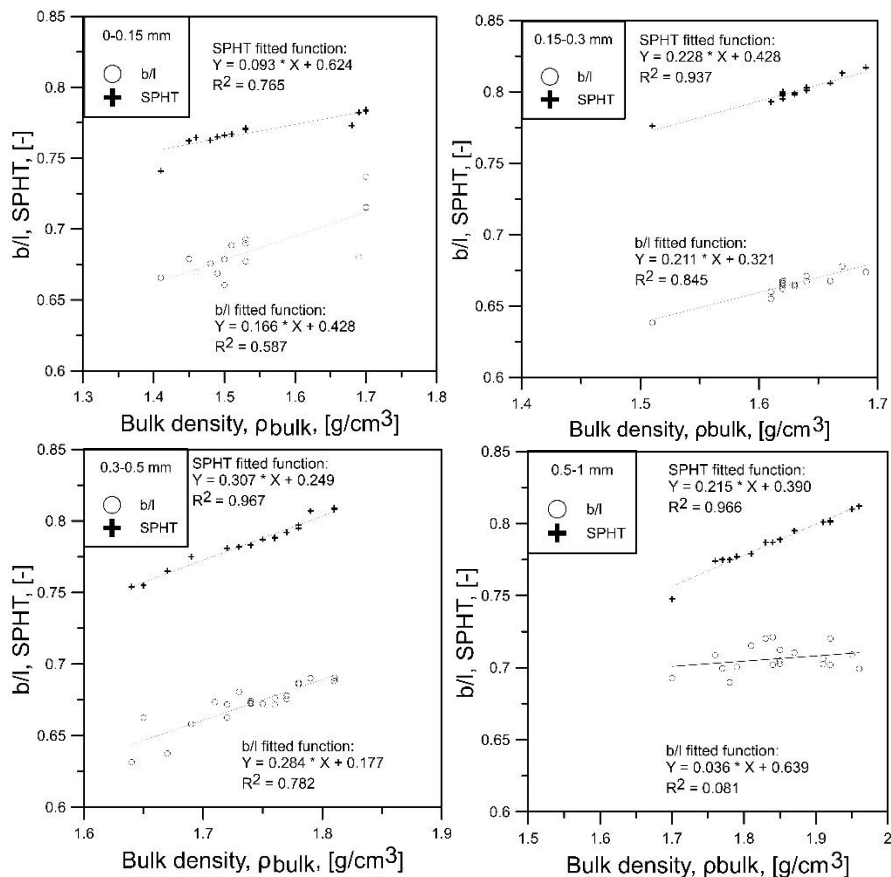 0.85
0.8
0.75
0.7
0.65
0.6
b/l, SPHT, [-]
0-0.15 mm
b/l
SPHT
SPHT fitted function:
Y = 0.093 * X + 0.624
R2 = 0.765
b/l fitted function:
Y = 0.166 * X + 0.428
R2 = 0.587
1.3 1.4 1.5 1.6 1.7 1.8
Bulk density, ρbulk, [g/cm3]
0.85
0.8
0.75
0.7
0.65
0.6
b/l, SPHT, [-]
0.15-0.3 mm
b/l
SPHT
SPHT fitted function:
Y = 0.228 * X + 0.428
R2 = 0.937
b/l fitted function:
Y = 0.211 * X + 0.321
R2 = 0.845
1.4 1.5 1.6 1.7
Bulk density, ρbulk, [g/cm3]
0.85
0.8
0.75
0.7
0.65
0.6
b/l, SPHT, [-]
0.3-0.5 mm
b/l
SPHT
SPHT fitted function:
Y = 0.307 * X + 0.249
R2 = 0.967
b/l fitted function:
Y = 0.284 * X + 0.177
R2 = 0.782
1.6 1.7 1.8 1.9
Bulk density, ρbulk, [g/cm3]
0.85
0.8
0.75
0.7
0.65
0.6
b/l, SPHT, [-]
0.5-1 mm
b/l
SPHT
SPHT fitted function:
Y = 0.215 * X + 0.390
R2 = 0.966
b/l fitted function:
Y = 0.036 * X + 0.639
R2 = 0.081
1.5 1.6 1.7 1.8 1.9 2
Bulk density, ρbulk, [g/cm3]